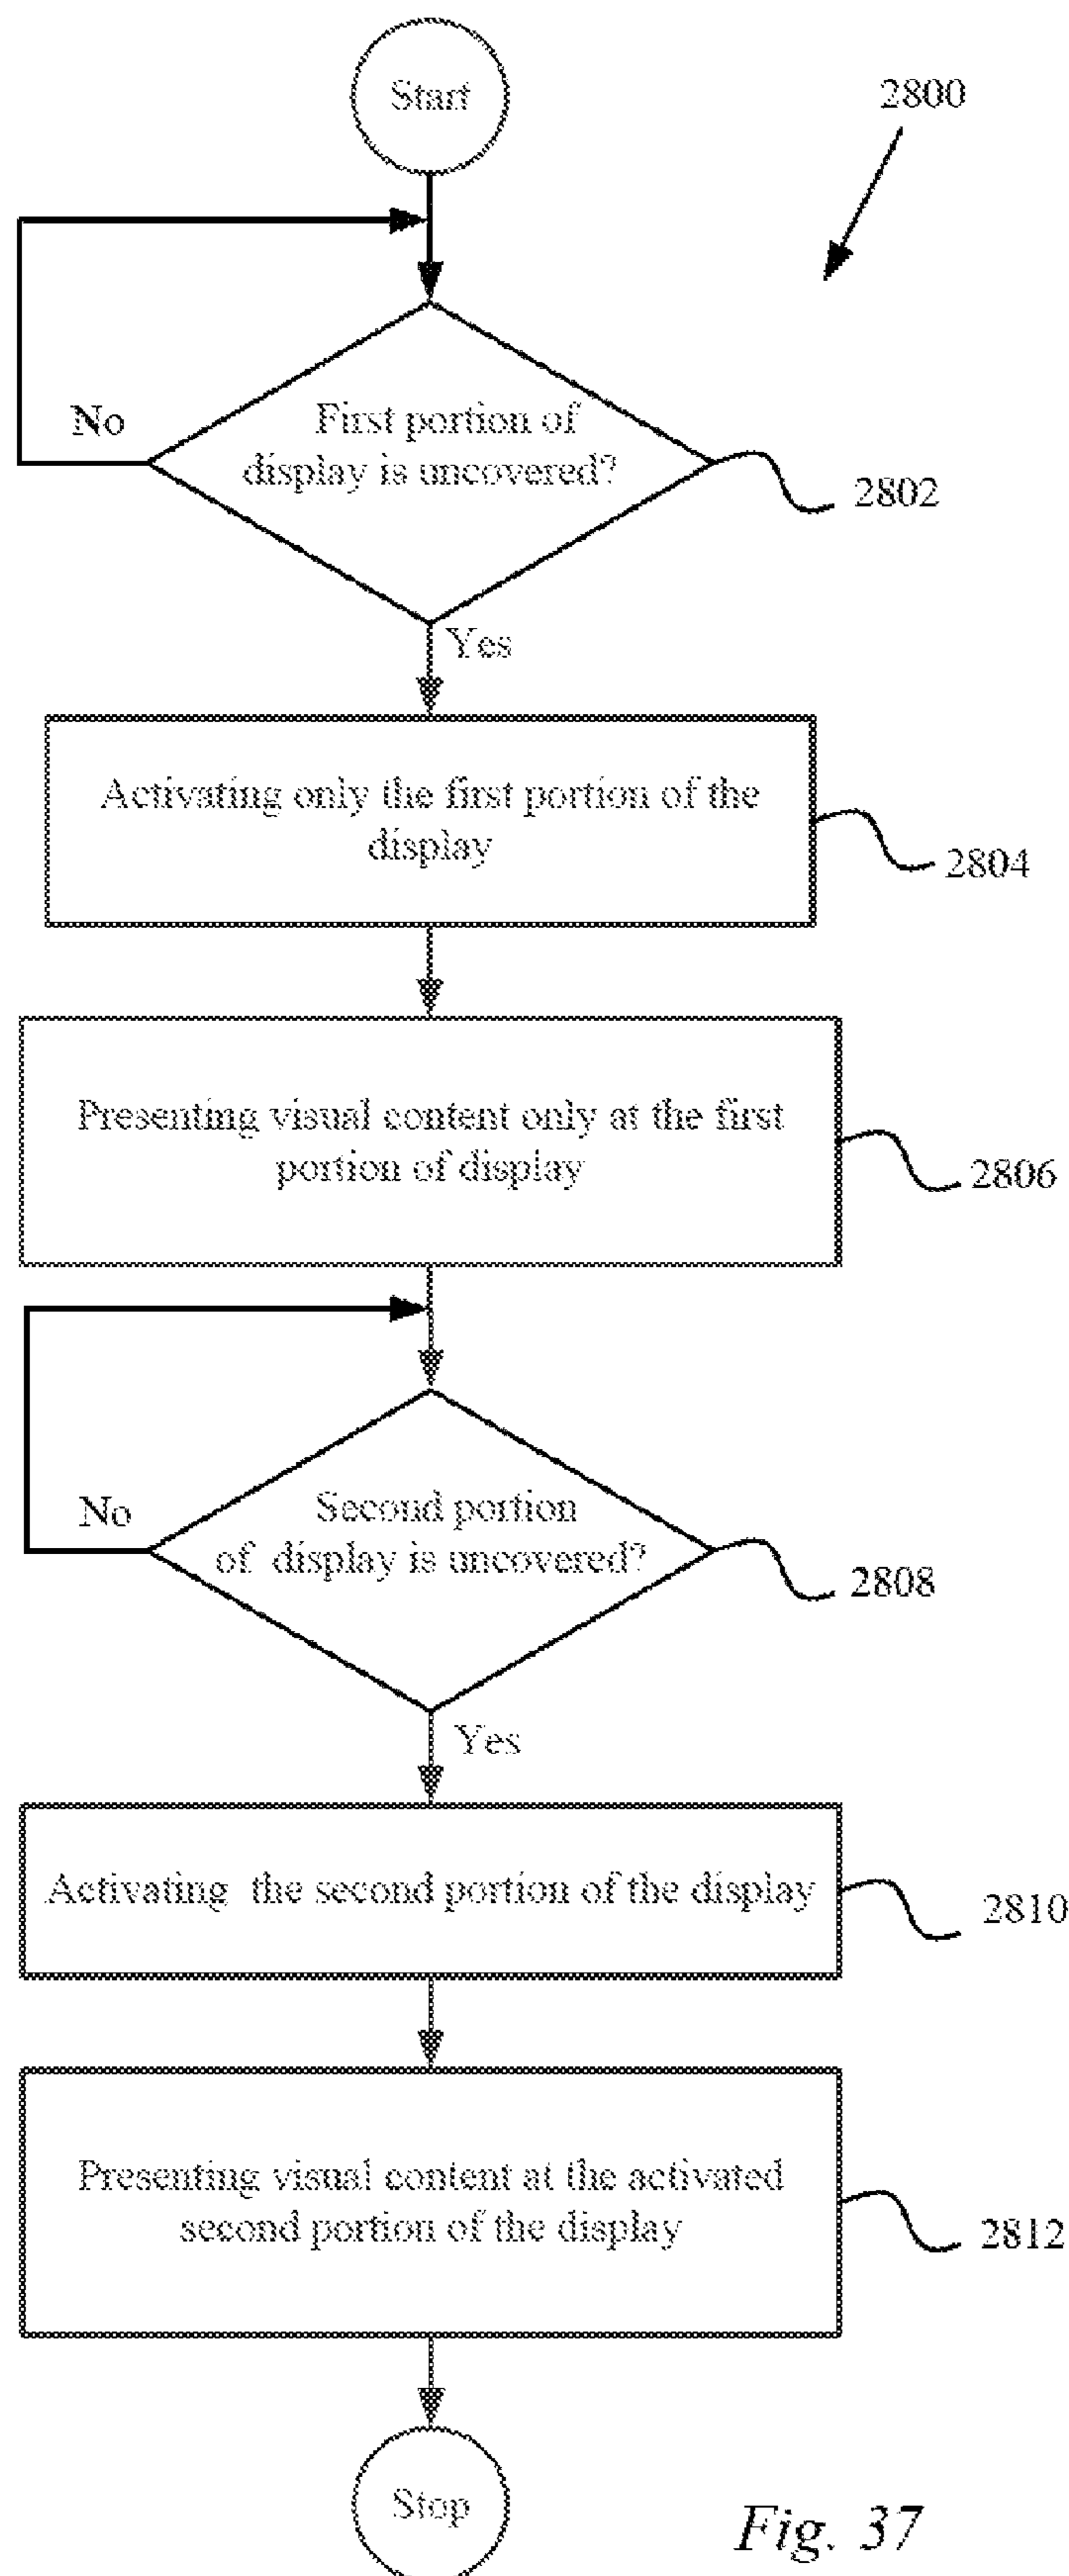 Start
2800
No
First portion of
display is uncovered?
2802
Yes
Activating only the first portion of the
display
2804
Presenting visual content only at the first
portion of display
2806
No
Second portion
of display is uncovered?
2808
Yes
Activating the second portion of the display
2810
Presenting visual content at the activated
second portion of the display
2812
Stop
Fig. 37